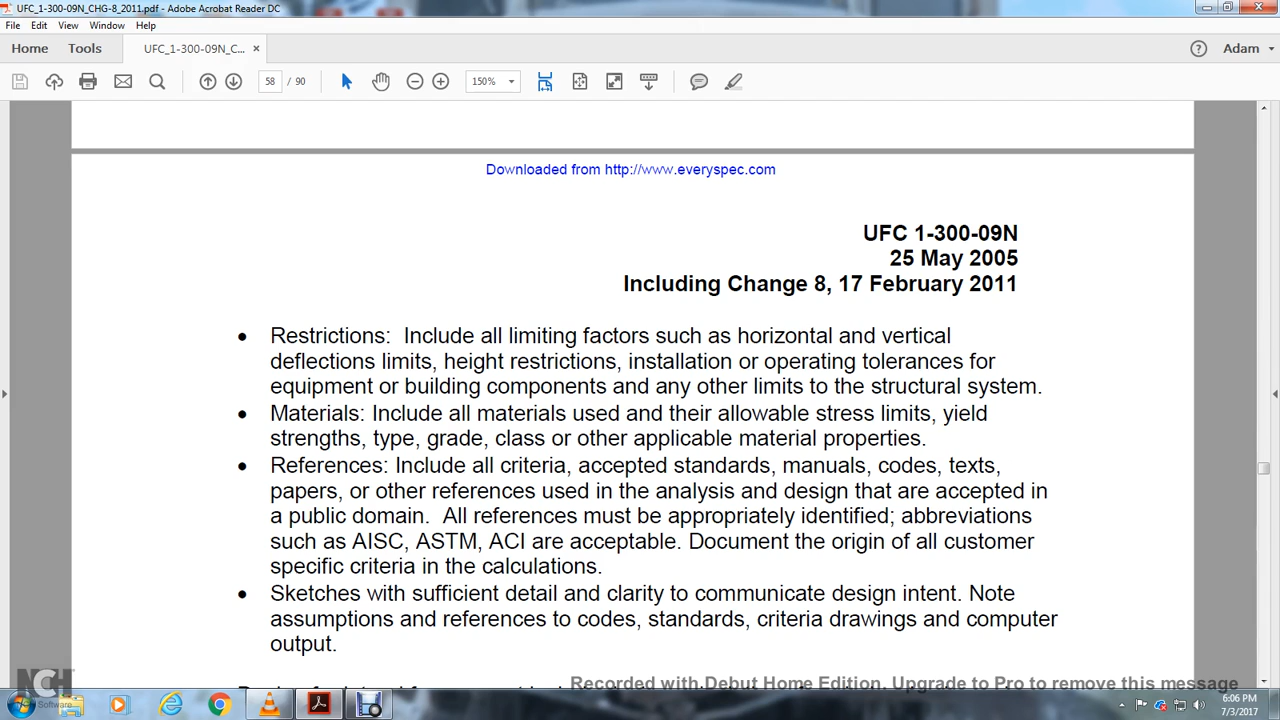 UFC_1-300-09N_CHG-8_2011.pdf - Adobe Acrobat Reader DC
File Edit View Window Help
Home Tools UFC_1-300-09N_C... × Adam
58 / 90 150%
Downloaded from http://www.everyspec.com
UFC 1-300-09N
25 May 2005
Including Change 8, 17 February 2011
• Restrictions: Include all limiting factors such as horizontal and vertical
deflections limits, height restrictions, installation or operating tolerances for
equipment or building components and any other limits to the structural system.
• Materials: Include all materials used and their allowable stress limits, yield
strengths, type, grade, class or other applicable material properties.
• References: Include all criteria, accepted standards, manuals, codes, texts,
papers, or other references used in the analysis and design that are accepted in
a public domain. All references must be appropriately identified; abbreviations
such as AISC, ASTM, ACI are acceptable. Document the origin of all customer
specific criteria in the calculations.
• Sketches with sufficient detail and clarity to communicate design intent. Note
assumptions and references to codes, standards, criteria drawings and computer
output.
Recorded with Debut Home Edition. Upgrade to Pro to remove this message
NCH Software
6:06 PM
7/3/2017